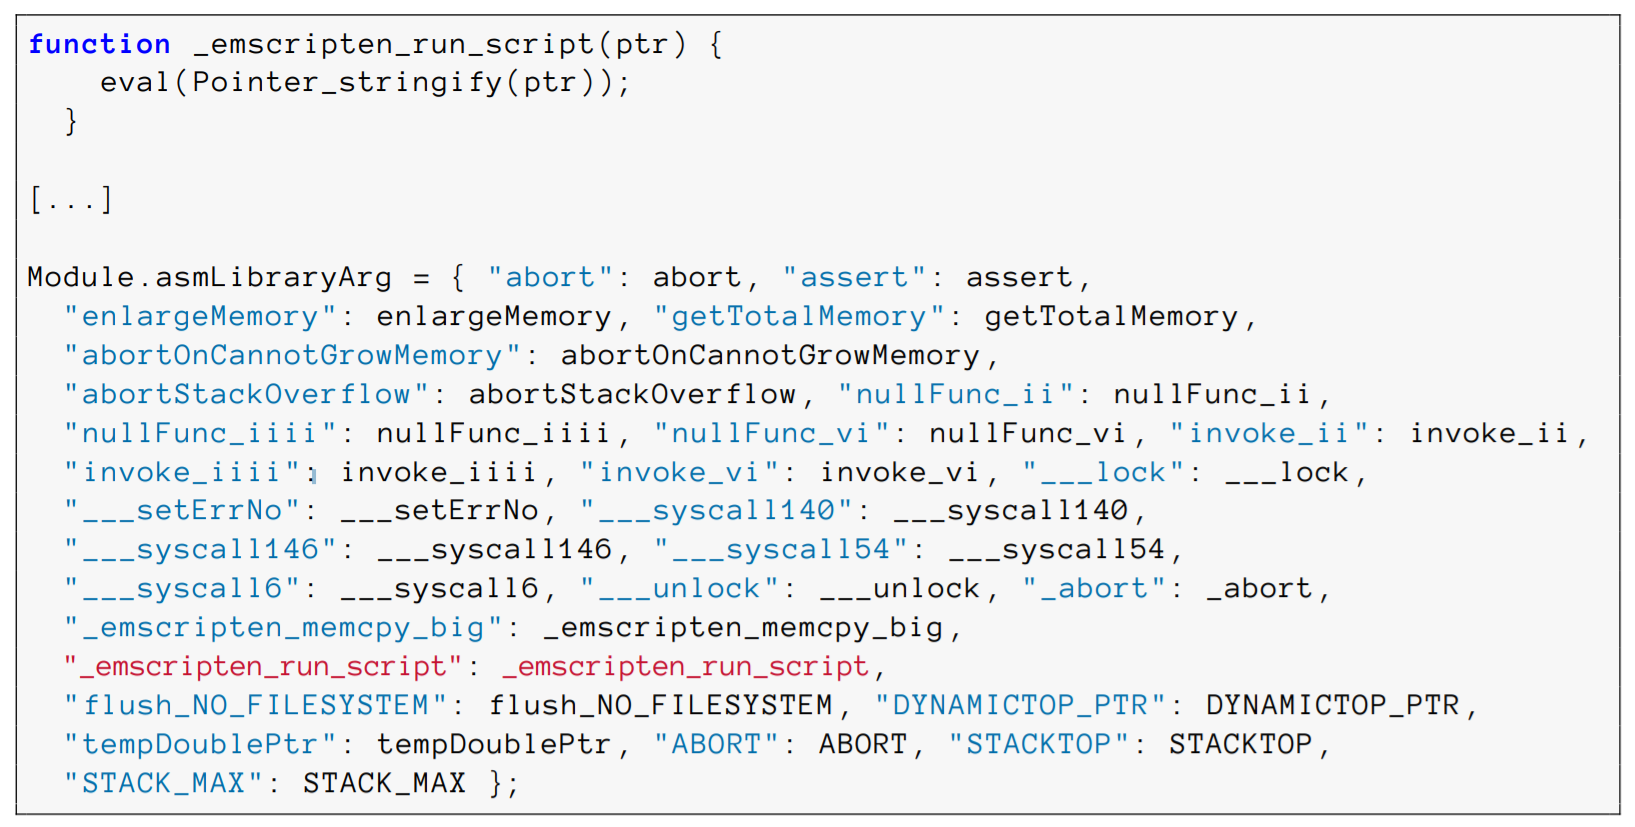 function _emscripten_run_script(ptr) {
    eval(Pointer_stringify(ptr));
  }

[...]

Module.asmLibraryArg = { "abort": abort, "assert": assert,
  "enlargeMemory": enlargeMemory, "getTotalMemory": getTotalMemory,
  "abortOnCannotGrowMemory": abortOnCannotGrowMemory,
  "abortStackOverflow": abortStackOverflow, "nullFunc_ii": nullFunc_ii,
  "nullFunc_iiii": nullFunc_iiii, "nullFunc_vi": nullFunc_vi, "invoke_ii": invoke_ii,
  "invoke_iiii": invoke_iiii, "invoke_vi": invoke_vi, "___lock": ___lock,
  "___setErrNo": ___setErrNo, "___syscall140": ___syscall140,
  "___syscall146": ___syscall146, "___syscall54": ___syscall54,
  "___syscall6": ___syscall6, "___unlock": ___unlock, "_abort": _abort,
  "_emscripten_memcpy_big": _emscripten_memcpy_big,
  "_emscripten_run_script": _emscripten_run_script,
  "flush_NO_FILESYSTEM": flush_NO_FILESYSTEM, "DYNAMICTOP_PTR": DYNAMICTOP_PTR,
  "tempDoublePtr": tempDoublePtr, "ABORT": ABORT, "STACKTOP": STACKTOP,
  "STACK_MAX": STACK_MAX };